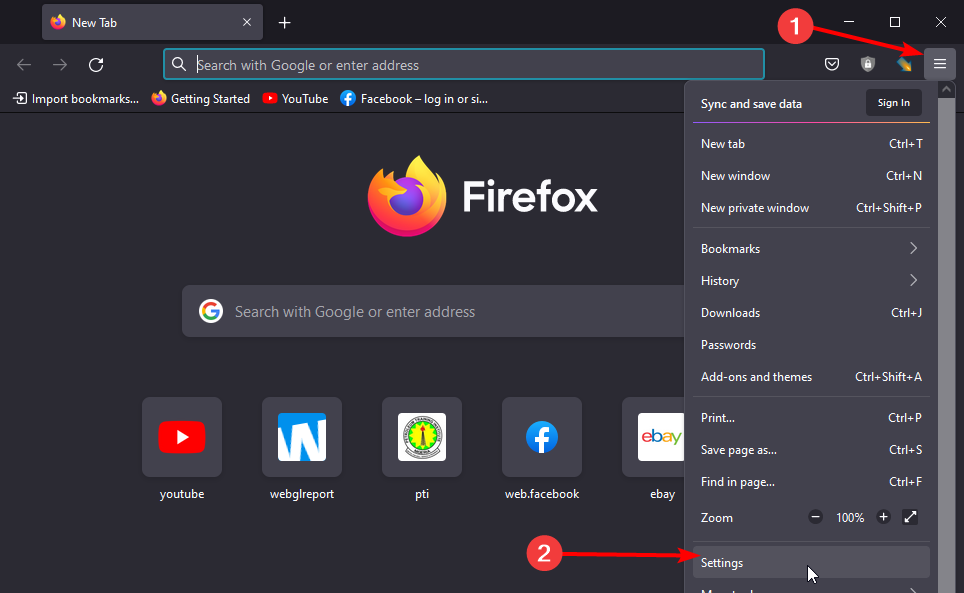 New Tab
1
Search with Google or enter address
Import bookmarks... Getting Started YouTube Facebook – log in or si...
Sync and save data Sign In
New tab Ctrl+T
New window Ctrl+N
New private window Ctrl+Shift+P
Firefox
Bookmarks
History
Search with Google or enter address
Downloads Ctrl+J
Passwords
Add-ons and themes Ctrl+Shift+A
Print... Ctrl+P
ebay
Save page as... Ctrl+S
Find in page... Ctrl+F
youtube webglreport pti web.facebook ebay
Zoom 100%
2
Settings